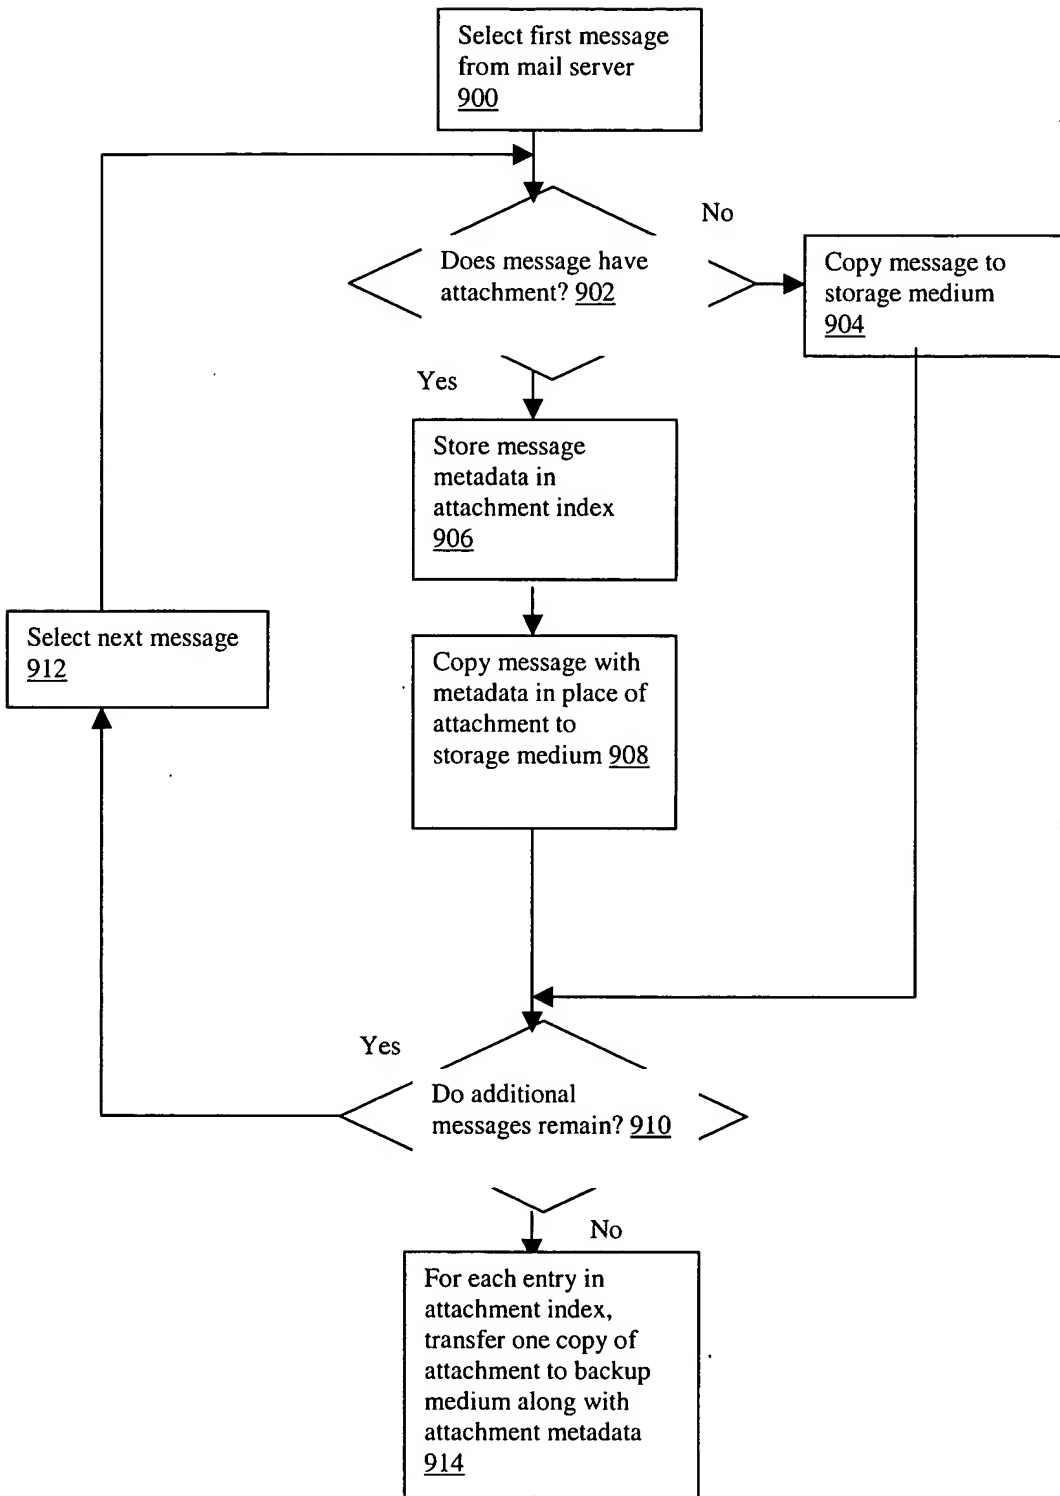 Select first message
from mail server
900
No
Does message have
attachment? 902
Copy message to
storage medium
904
Yes
Store message
metadata in
attachment index
906
Select next message
912
Copy message with
metadata in place of
attachment to
storage medium 908
Yes
Do additional
messages remain? 910
No
For each entry in
attachment index,
transfer one copy of
attachment to backup
medium along with
attachment metadata
914